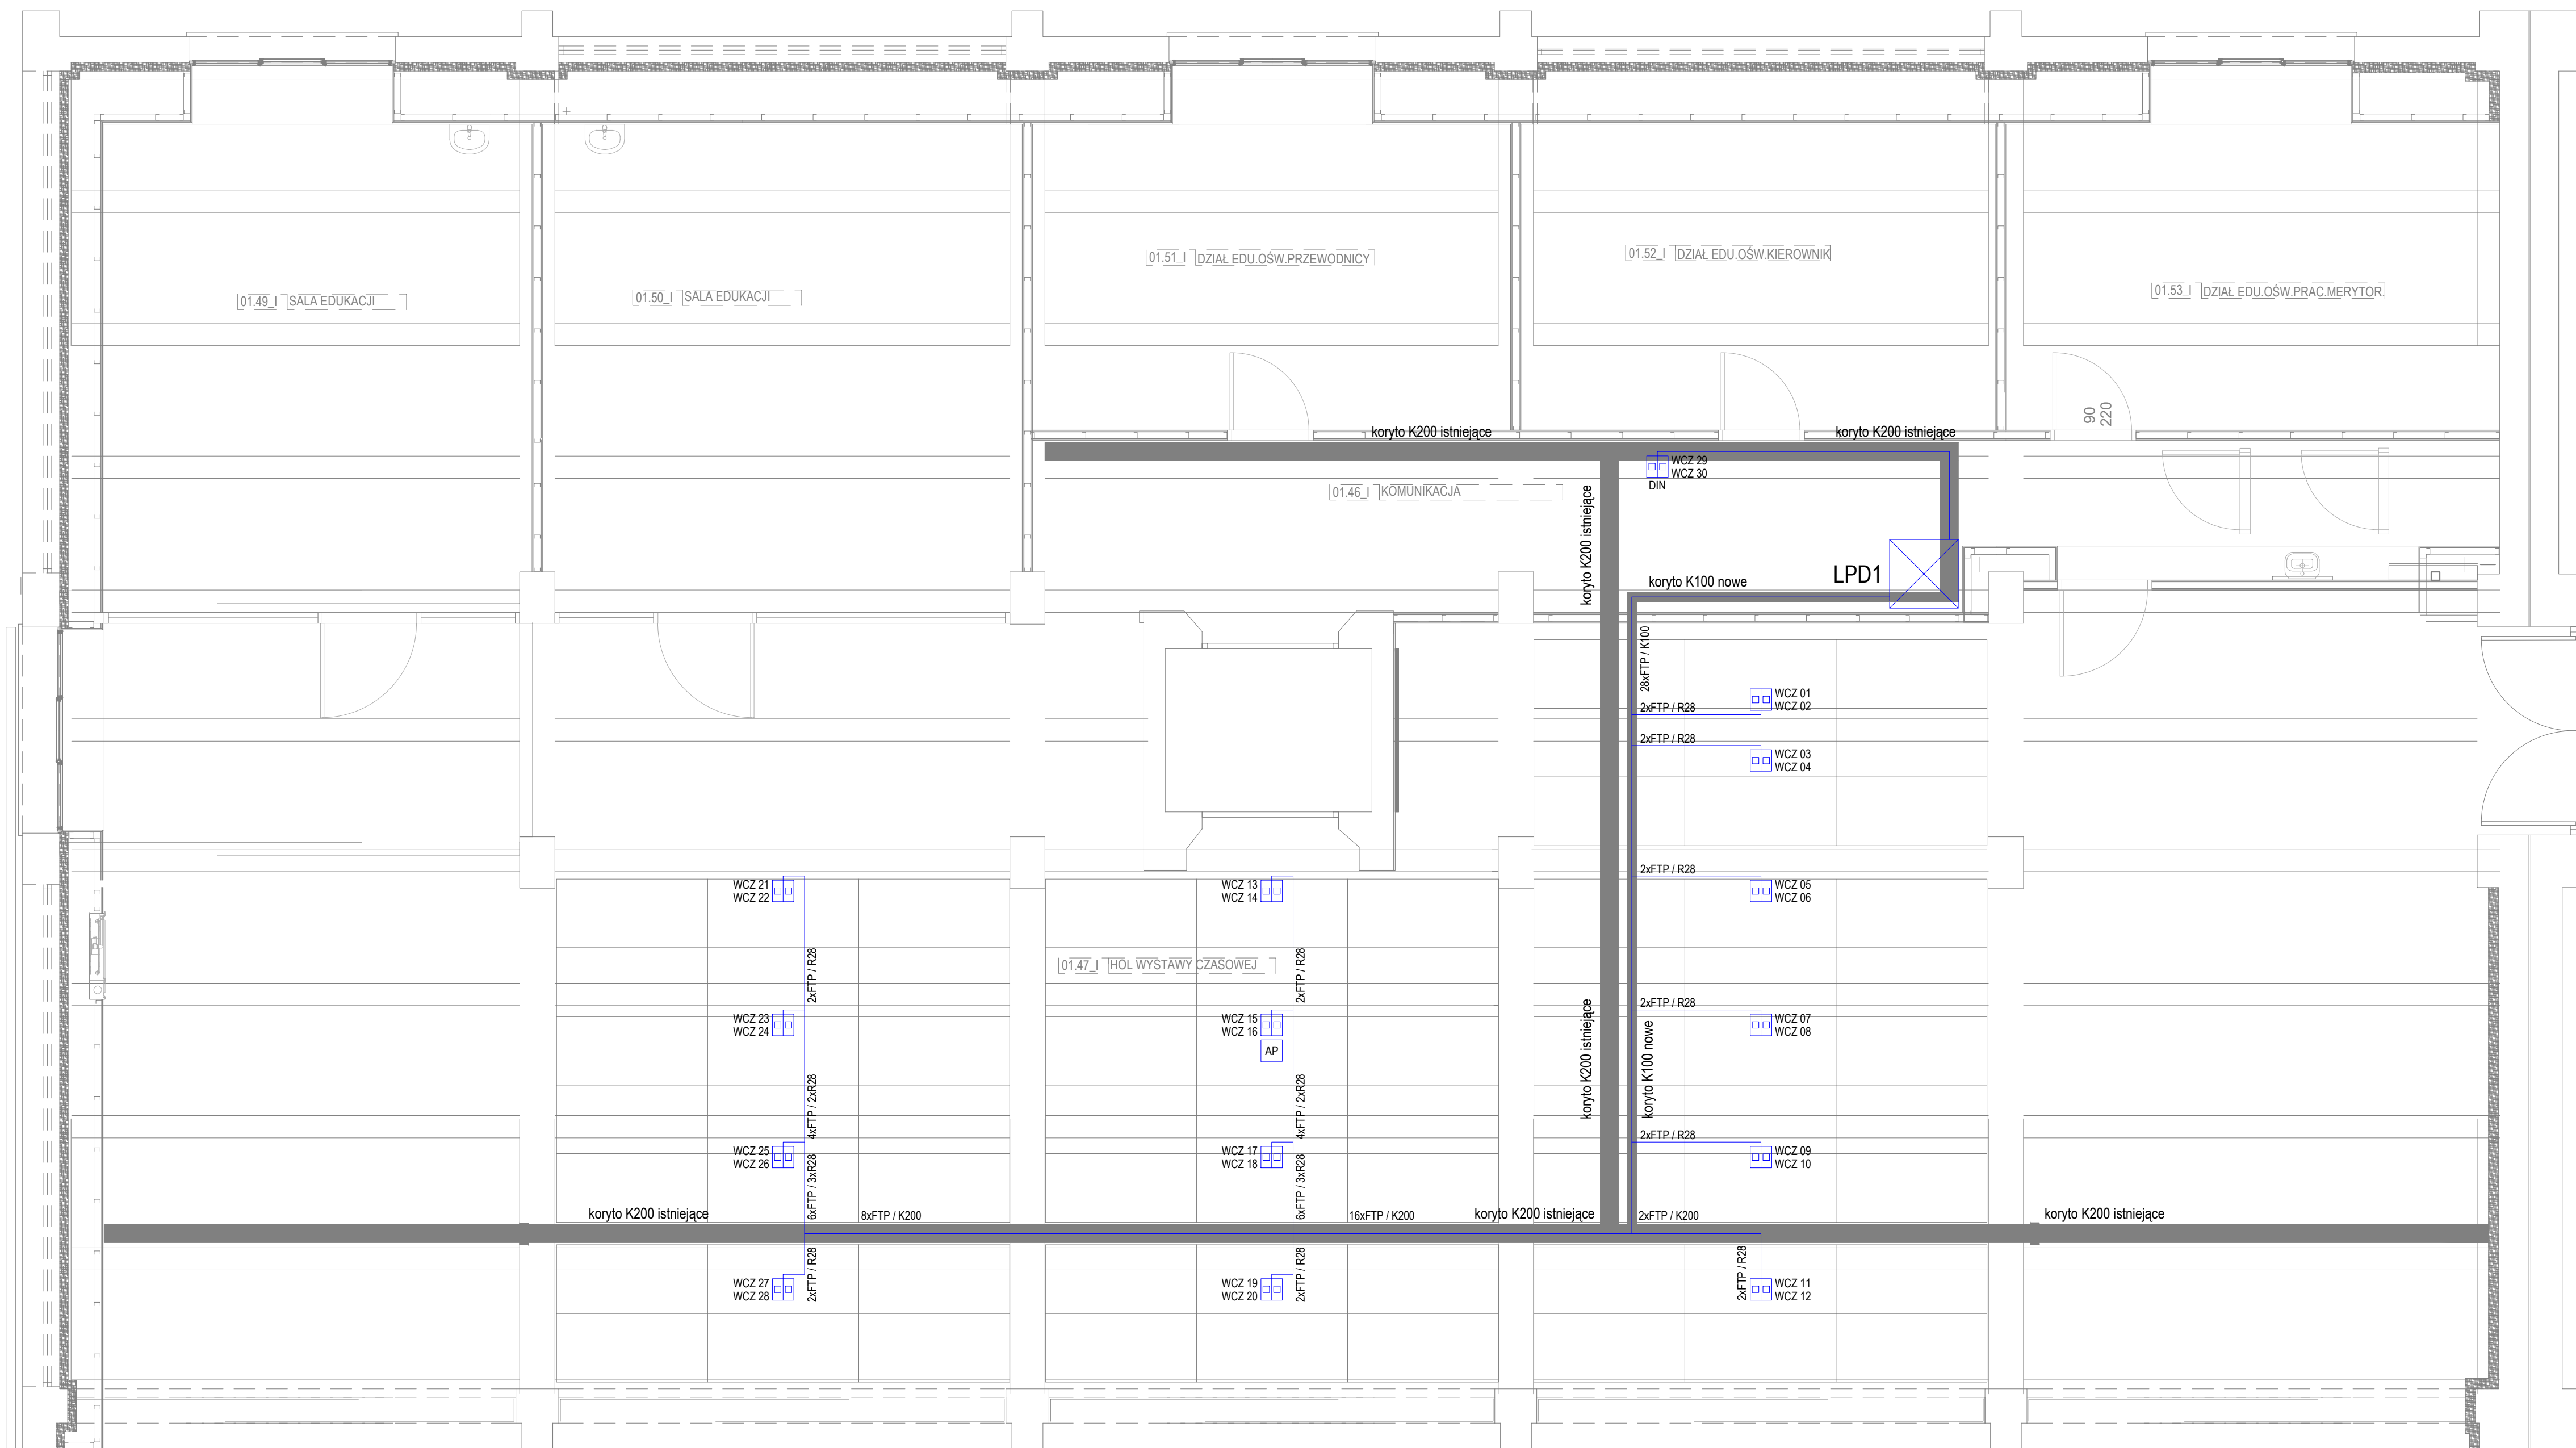 01.49_I SALA EDUKACJI
01.50_I SALA EDUKACJI
01.51_I DZIAŁ EDU.OŚW.PRZEWODNICY
01.52_I DZIAŁ EDU.OŚW.KIEROWNIK
01.53_I DZIAŁ EDU.OŚW.PRAC.MERYTOR.
90
220
koryto K200 istniejące
koryto K200 istniejące
WCZ 29
WCZ 30
DIN
01.46_I KOMUNIKACJA
koryto K200 istniejące
LPD1
koryto K100 nowe
28xFTP / K100
WCZ 01
WCZ 02
2xFTP / R28
2xFTP / R28
WCZ 03
WCZ 04
2xFTP / R28
WCZ 21
WCZ 22
WCZ 13
WCZ 14
WCZ 05
WCZ 06
2xFTP / R28
2xFTP / R28
01.47_I HOL WYSTAWY CZASOWEJ
2xFTP / R28
WCZ 23
WCZ 24
WCZ 15
WCZ 16
WCZ 07
WCZ 08
AP
koryto K200 istniejące
koryto K100 nowe
4xFTP / 2xR28
4xFTP / 2xR28
2xFTP / R28
WCZ 25
WCZ 26
WCZ 17
WCZ 18
WCZ 09
WCZ 10
6xFTP / 3xR28
6xFTP / 3xR28
koryto K200 istniejące
8xFTP / K200
16xFTP / K200
koryto K200 istniejące
2xFTP / K200
koryto K200 istniejące
2xFTP / R28
2xFTP / R28
2xFTP / R28
WCZ 27
WCZ 28
WCZ 19
WCZ 20
WCZ 11
WCZ 12